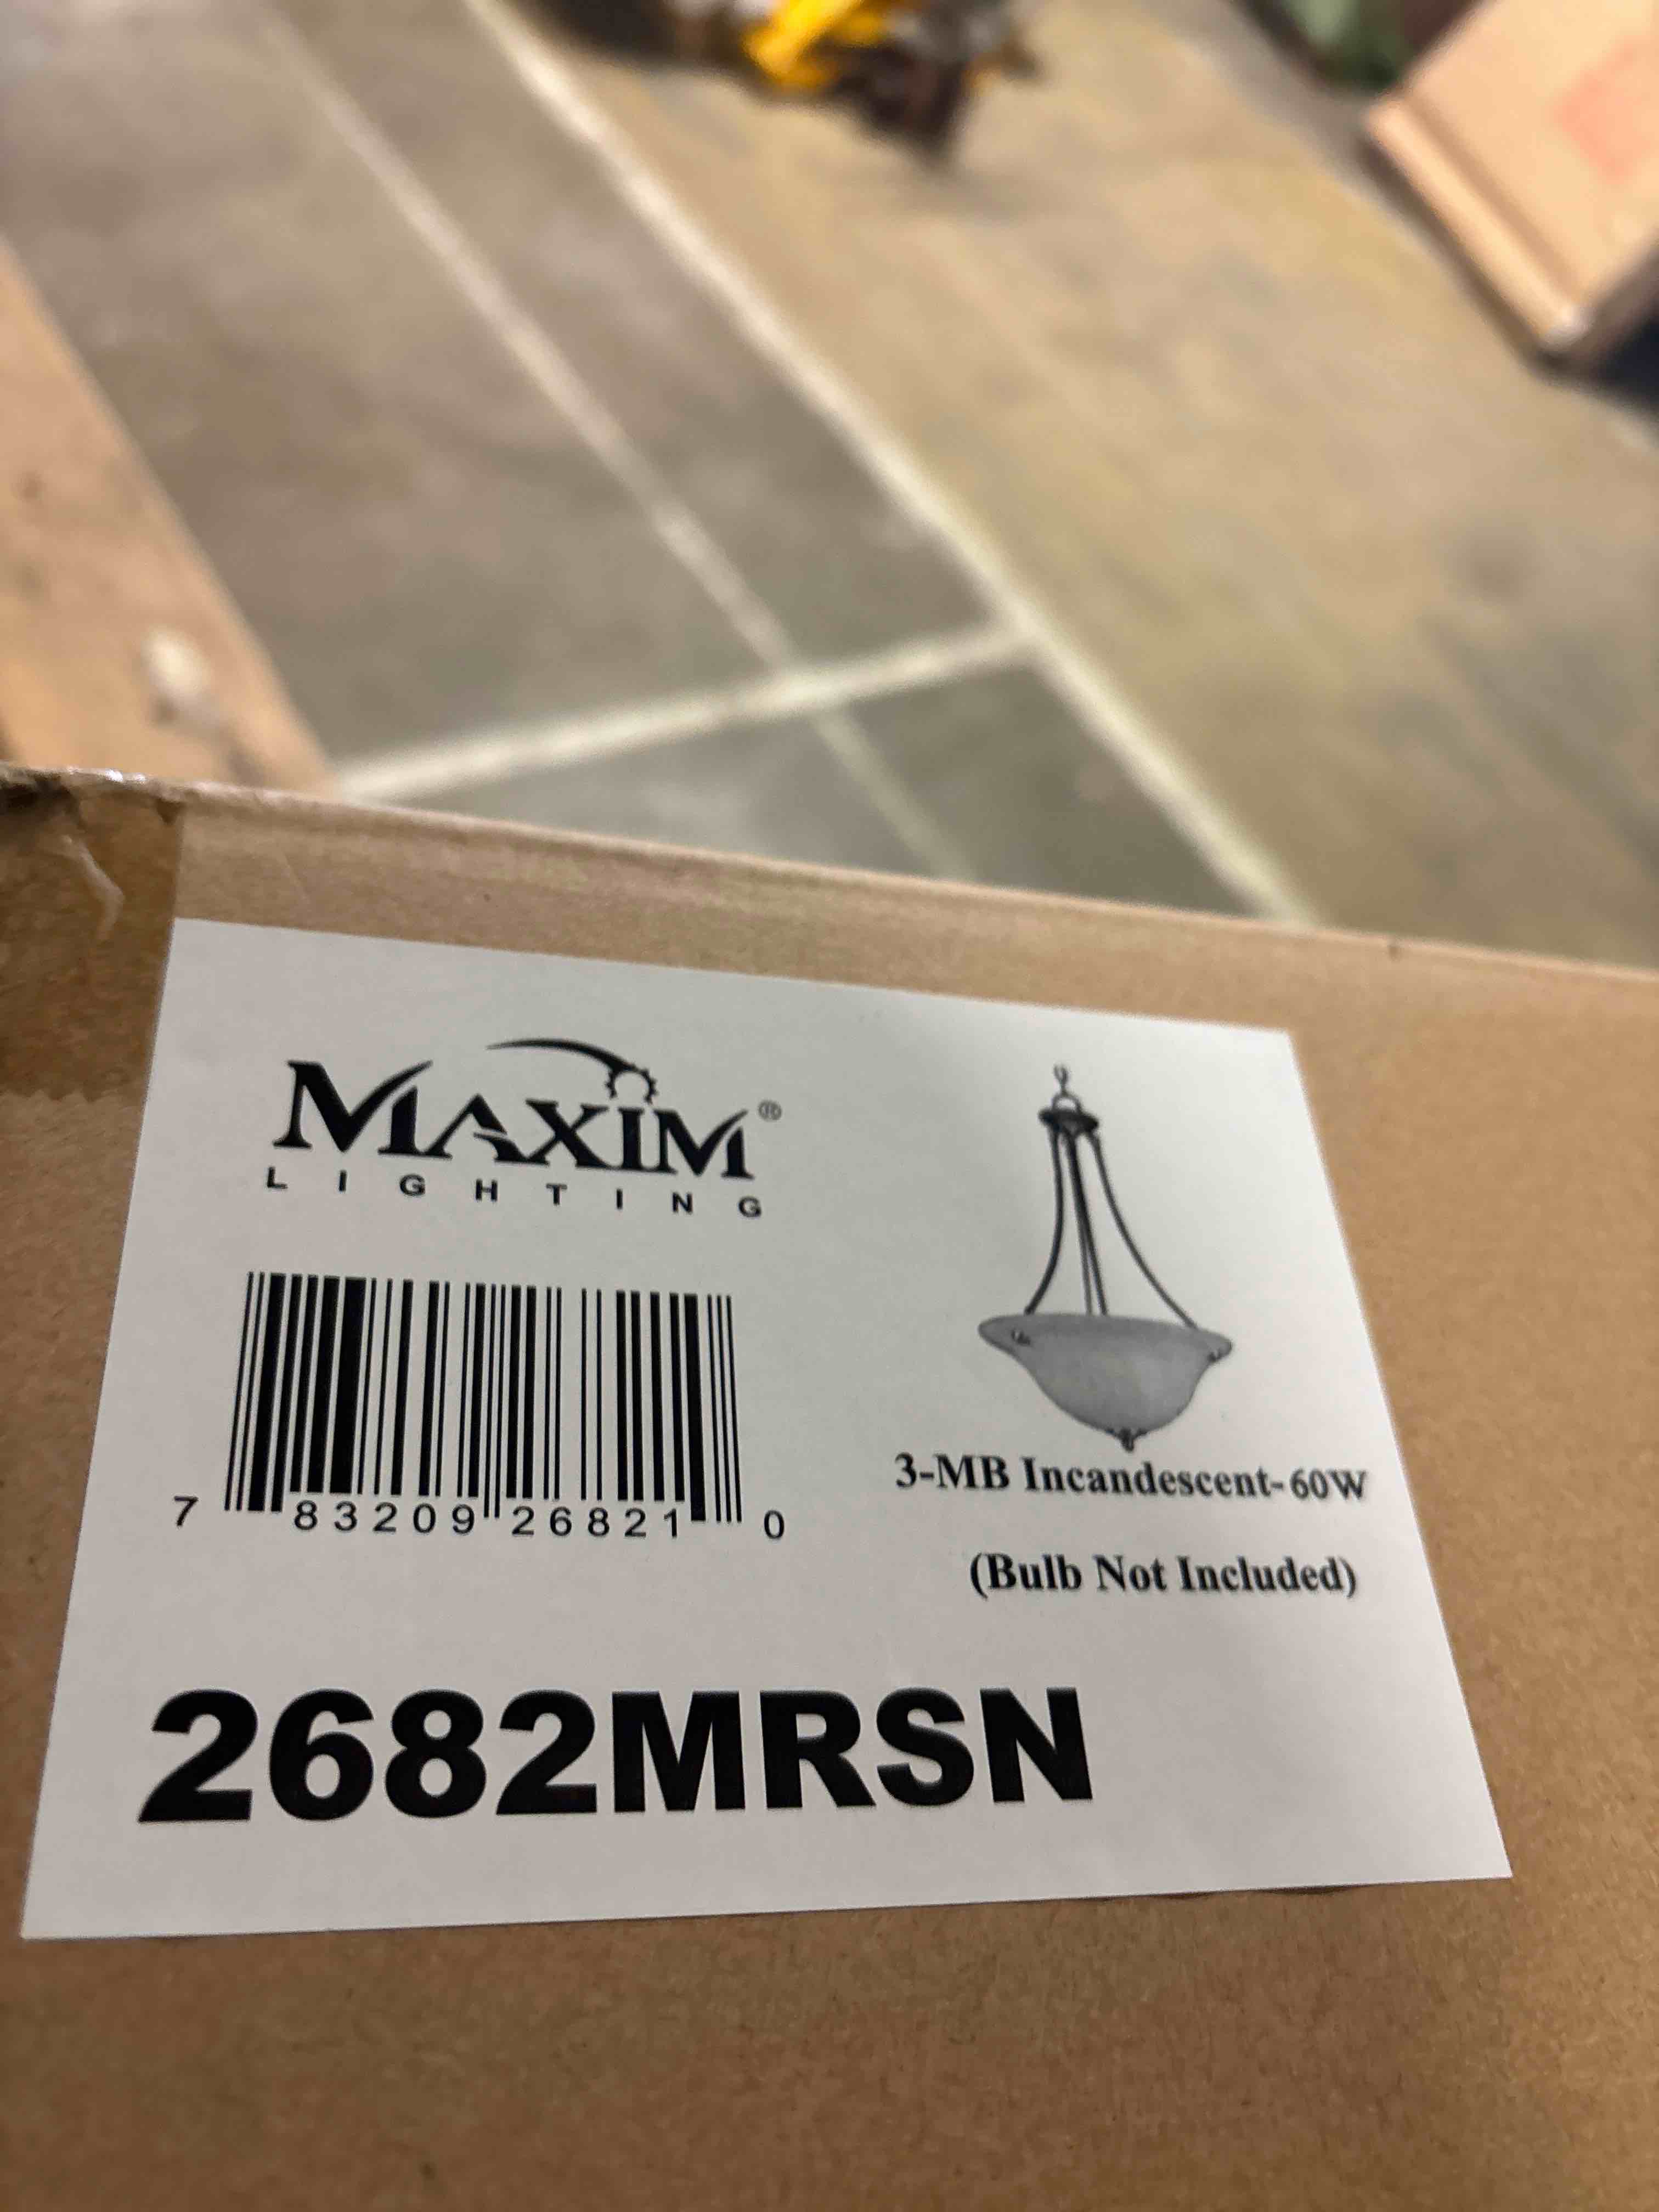 MAXIM®
LIGHTING
7 83209 26821 0
3-MB Incandescent-60W
(Bulb Not Included)
2682MRSN